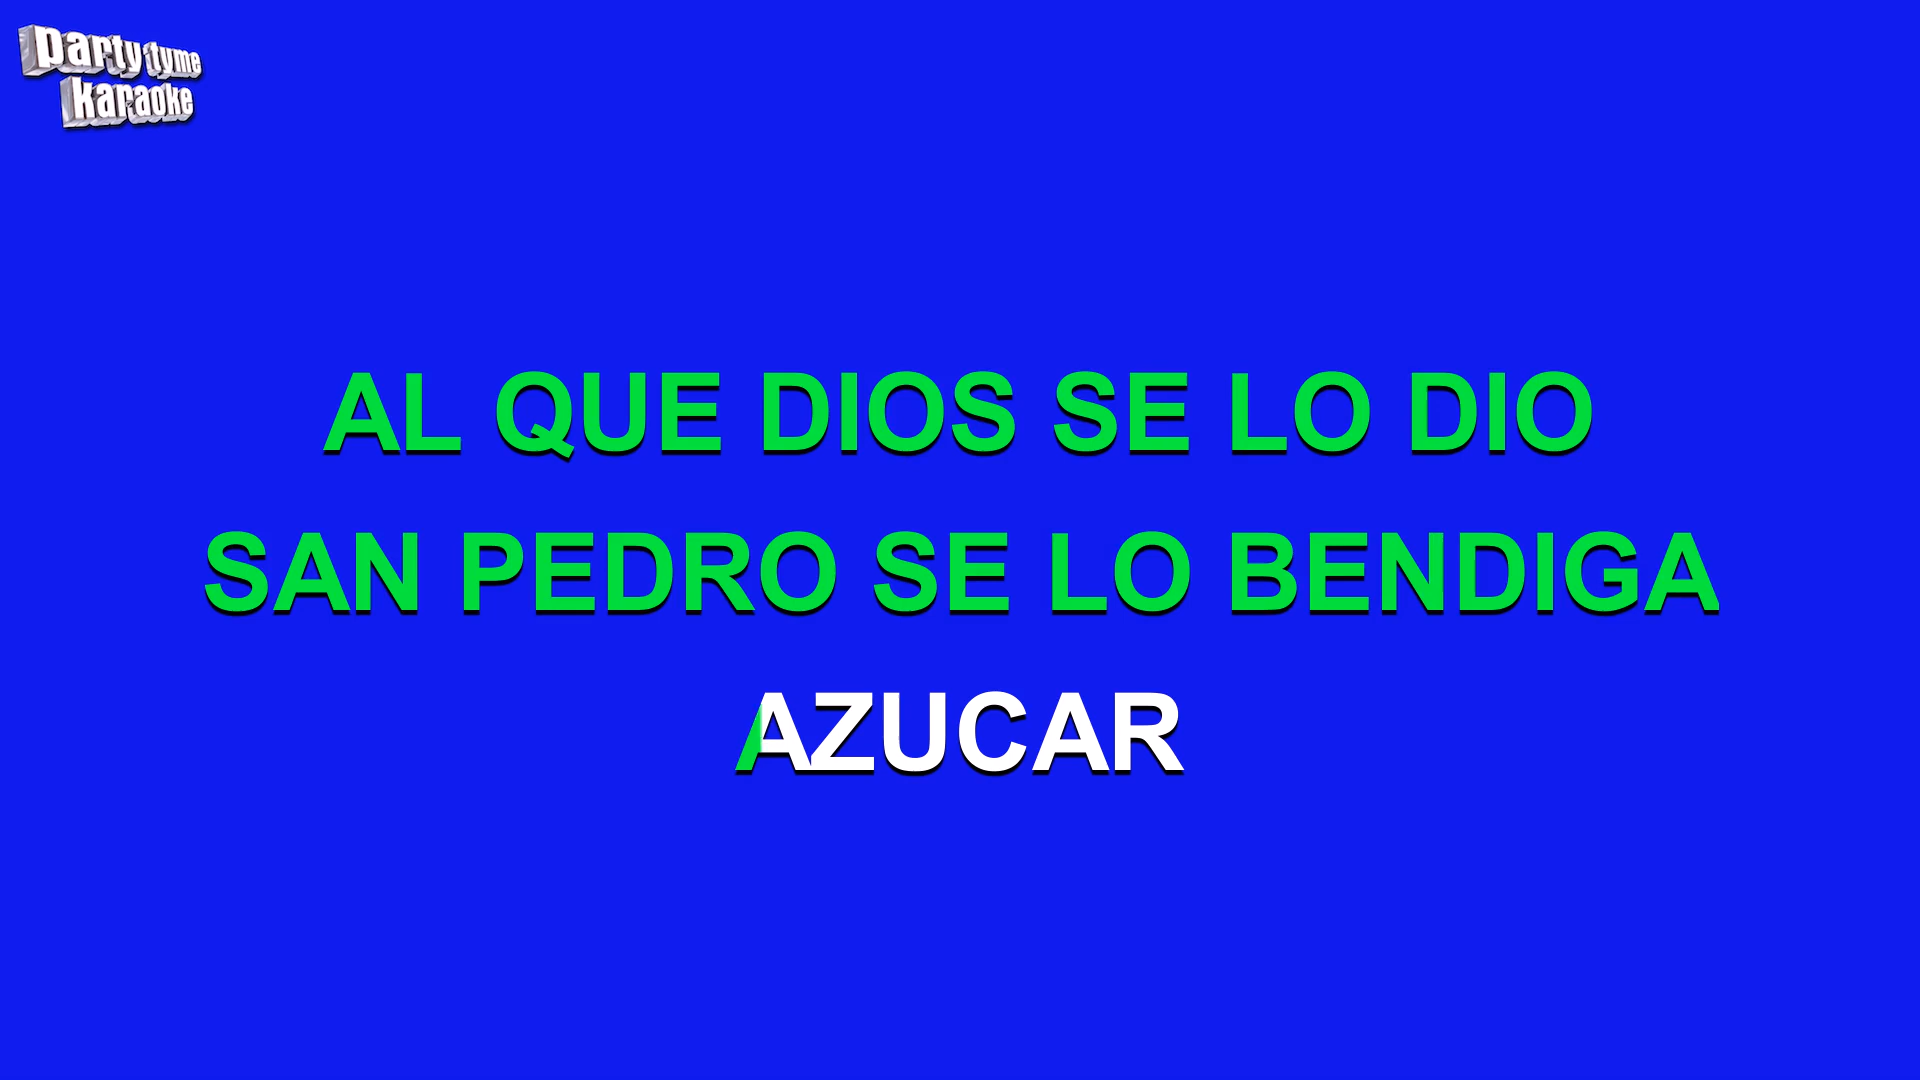 party tyme
karaoke
AL QUE DIOS SE LO DIO
SAN PEDRO SE LO BENDIGA
AZUCAR